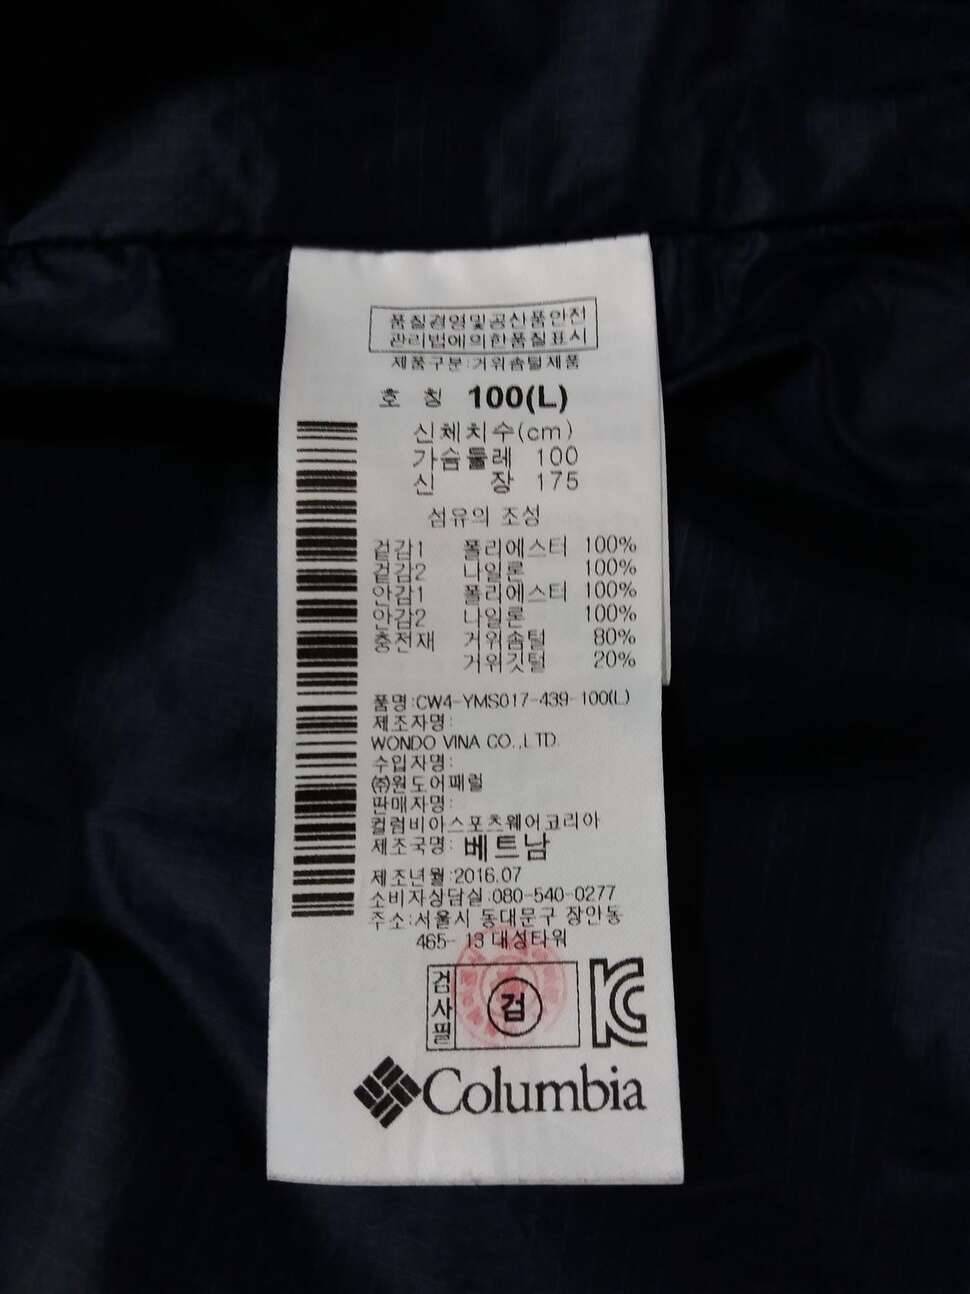 품질경영및공산품안전
관리법에의한품질표시
제품구분:거위솜털제품
호 칭 100(L)
신체치수(cm)
가슴둘레 100
신 장 175
섬유의 조성
겉감1 폴리에스터 100%
겉감2 나일론 100%
안감1 폴리에스터 100%
안감2 나일론 100%
충전재 거위솜털 80%
거위깃털 20%
품명:CW4-YMS017-439-100(L)
제조자명:
WONDO VINA CO.,LTD.
수입자명:
㈜원도어패럴
판매자명:
컬럼비아스포츠웨어코리아
제조국명: 베트남
제조년월:2016.07
소비자상담실:080-540-0277
주소:서울시 동대문구 장안동
465-13 대성타워
검사필
검
Columbia